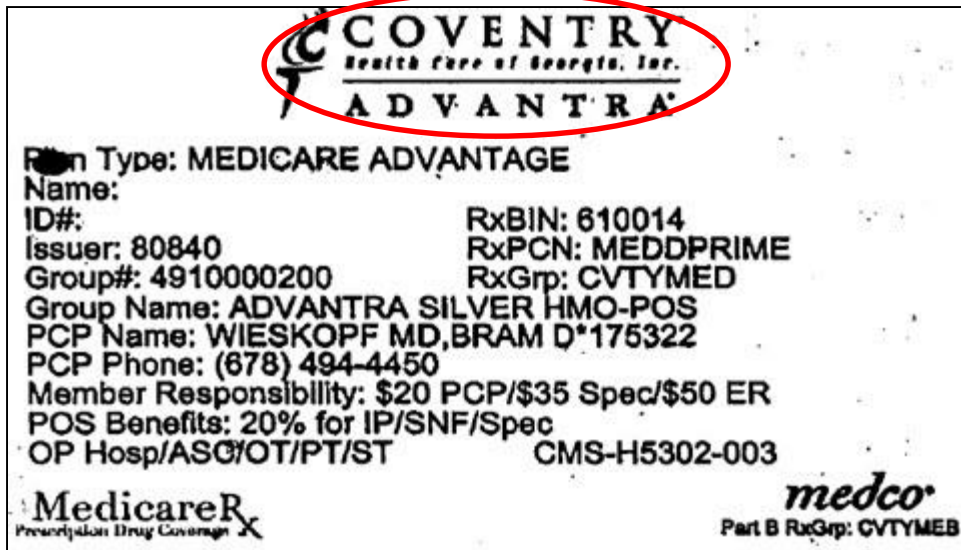 COVENTRY
Health Care of Georgia, Inc.
ADVANTRA
Plan Type: MEDICARE ADVANTAGE
Name:
ID#: RxBIN: 610014
Issuer: 80840 RxPCN: MEDDPRIME
Group#: 4910000200 RxGrp: CVTYMED
Group Name: ADVANTRA SILVER HMO-POS
PCP Name: WIESKOPF MD,BRAM D*175322
PCP Phone: (678) 494-4450
Member Responsibility: $20 PCP/$35 Spec/$50 ER
POS Benefits: 20% for IP/SNF/Spec
OP Hosp/ASC/OT/PT/ST CMS-H5302-003
MedicareRx medco
Prescription Drug Coverage Part B RxGrp: CVTYMEB